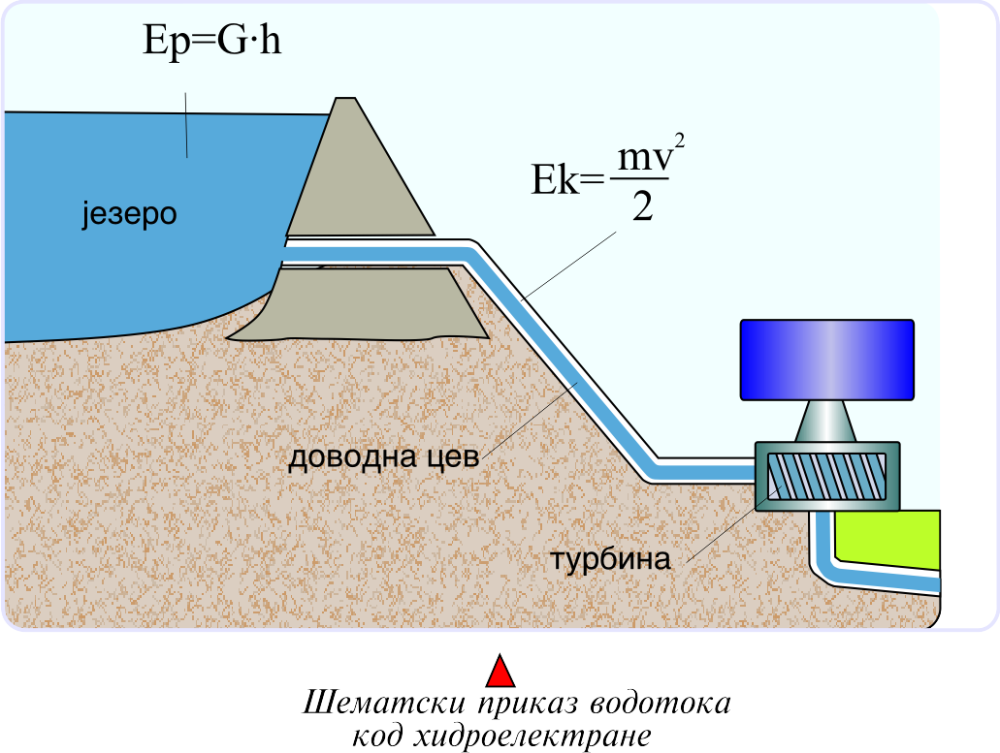 Ep=G·h
Ek=mv²/2
језеро
доводна цев
турбина
Шематски приказ водотока
код хидроелектране